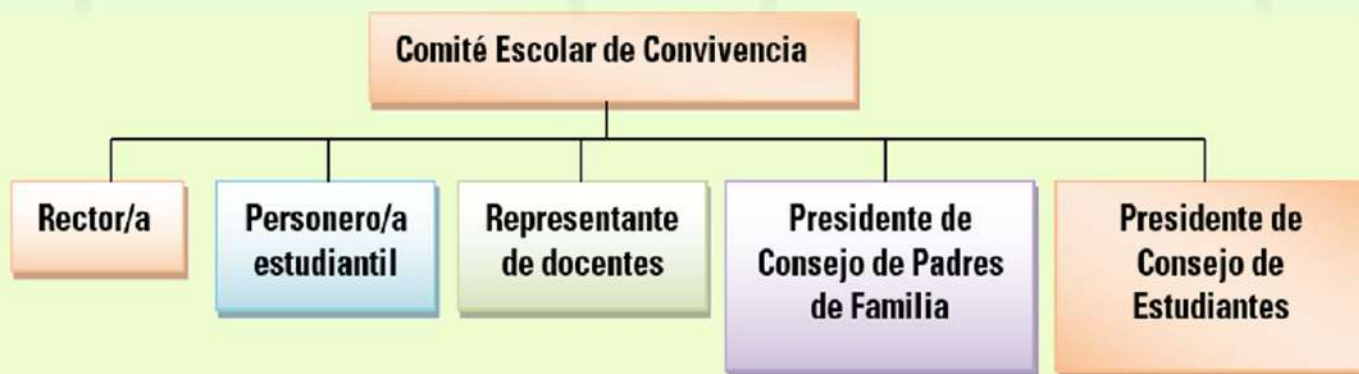 Comité Escolar de Convivencia
Rector/a
Personero/a
estudiantil
Representante
de docentes
Presidente de
Consejo de Padres
de Familia
Presidente de
Consejo de
Estudiantes